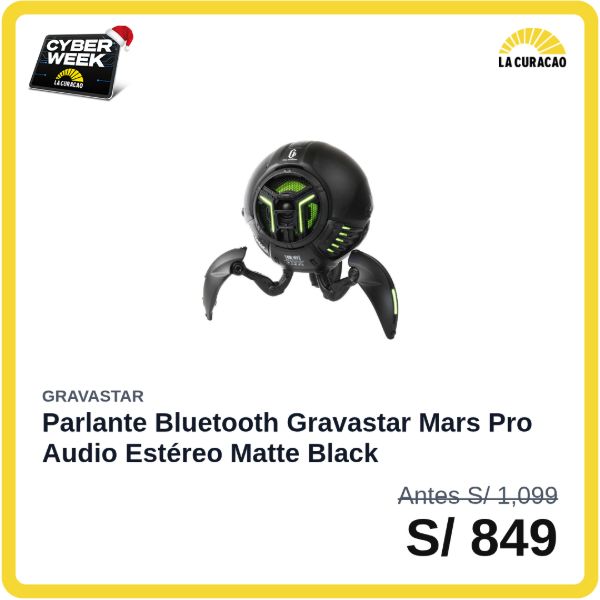 CYBER
WEEK
LA CURACAO
LA CURACAO
GRAVASTAR
Parlante Bluetooth Gravastar Mars Pro
Audio Estéreo Matte Black
Antes S/ 1,099
S/ 849